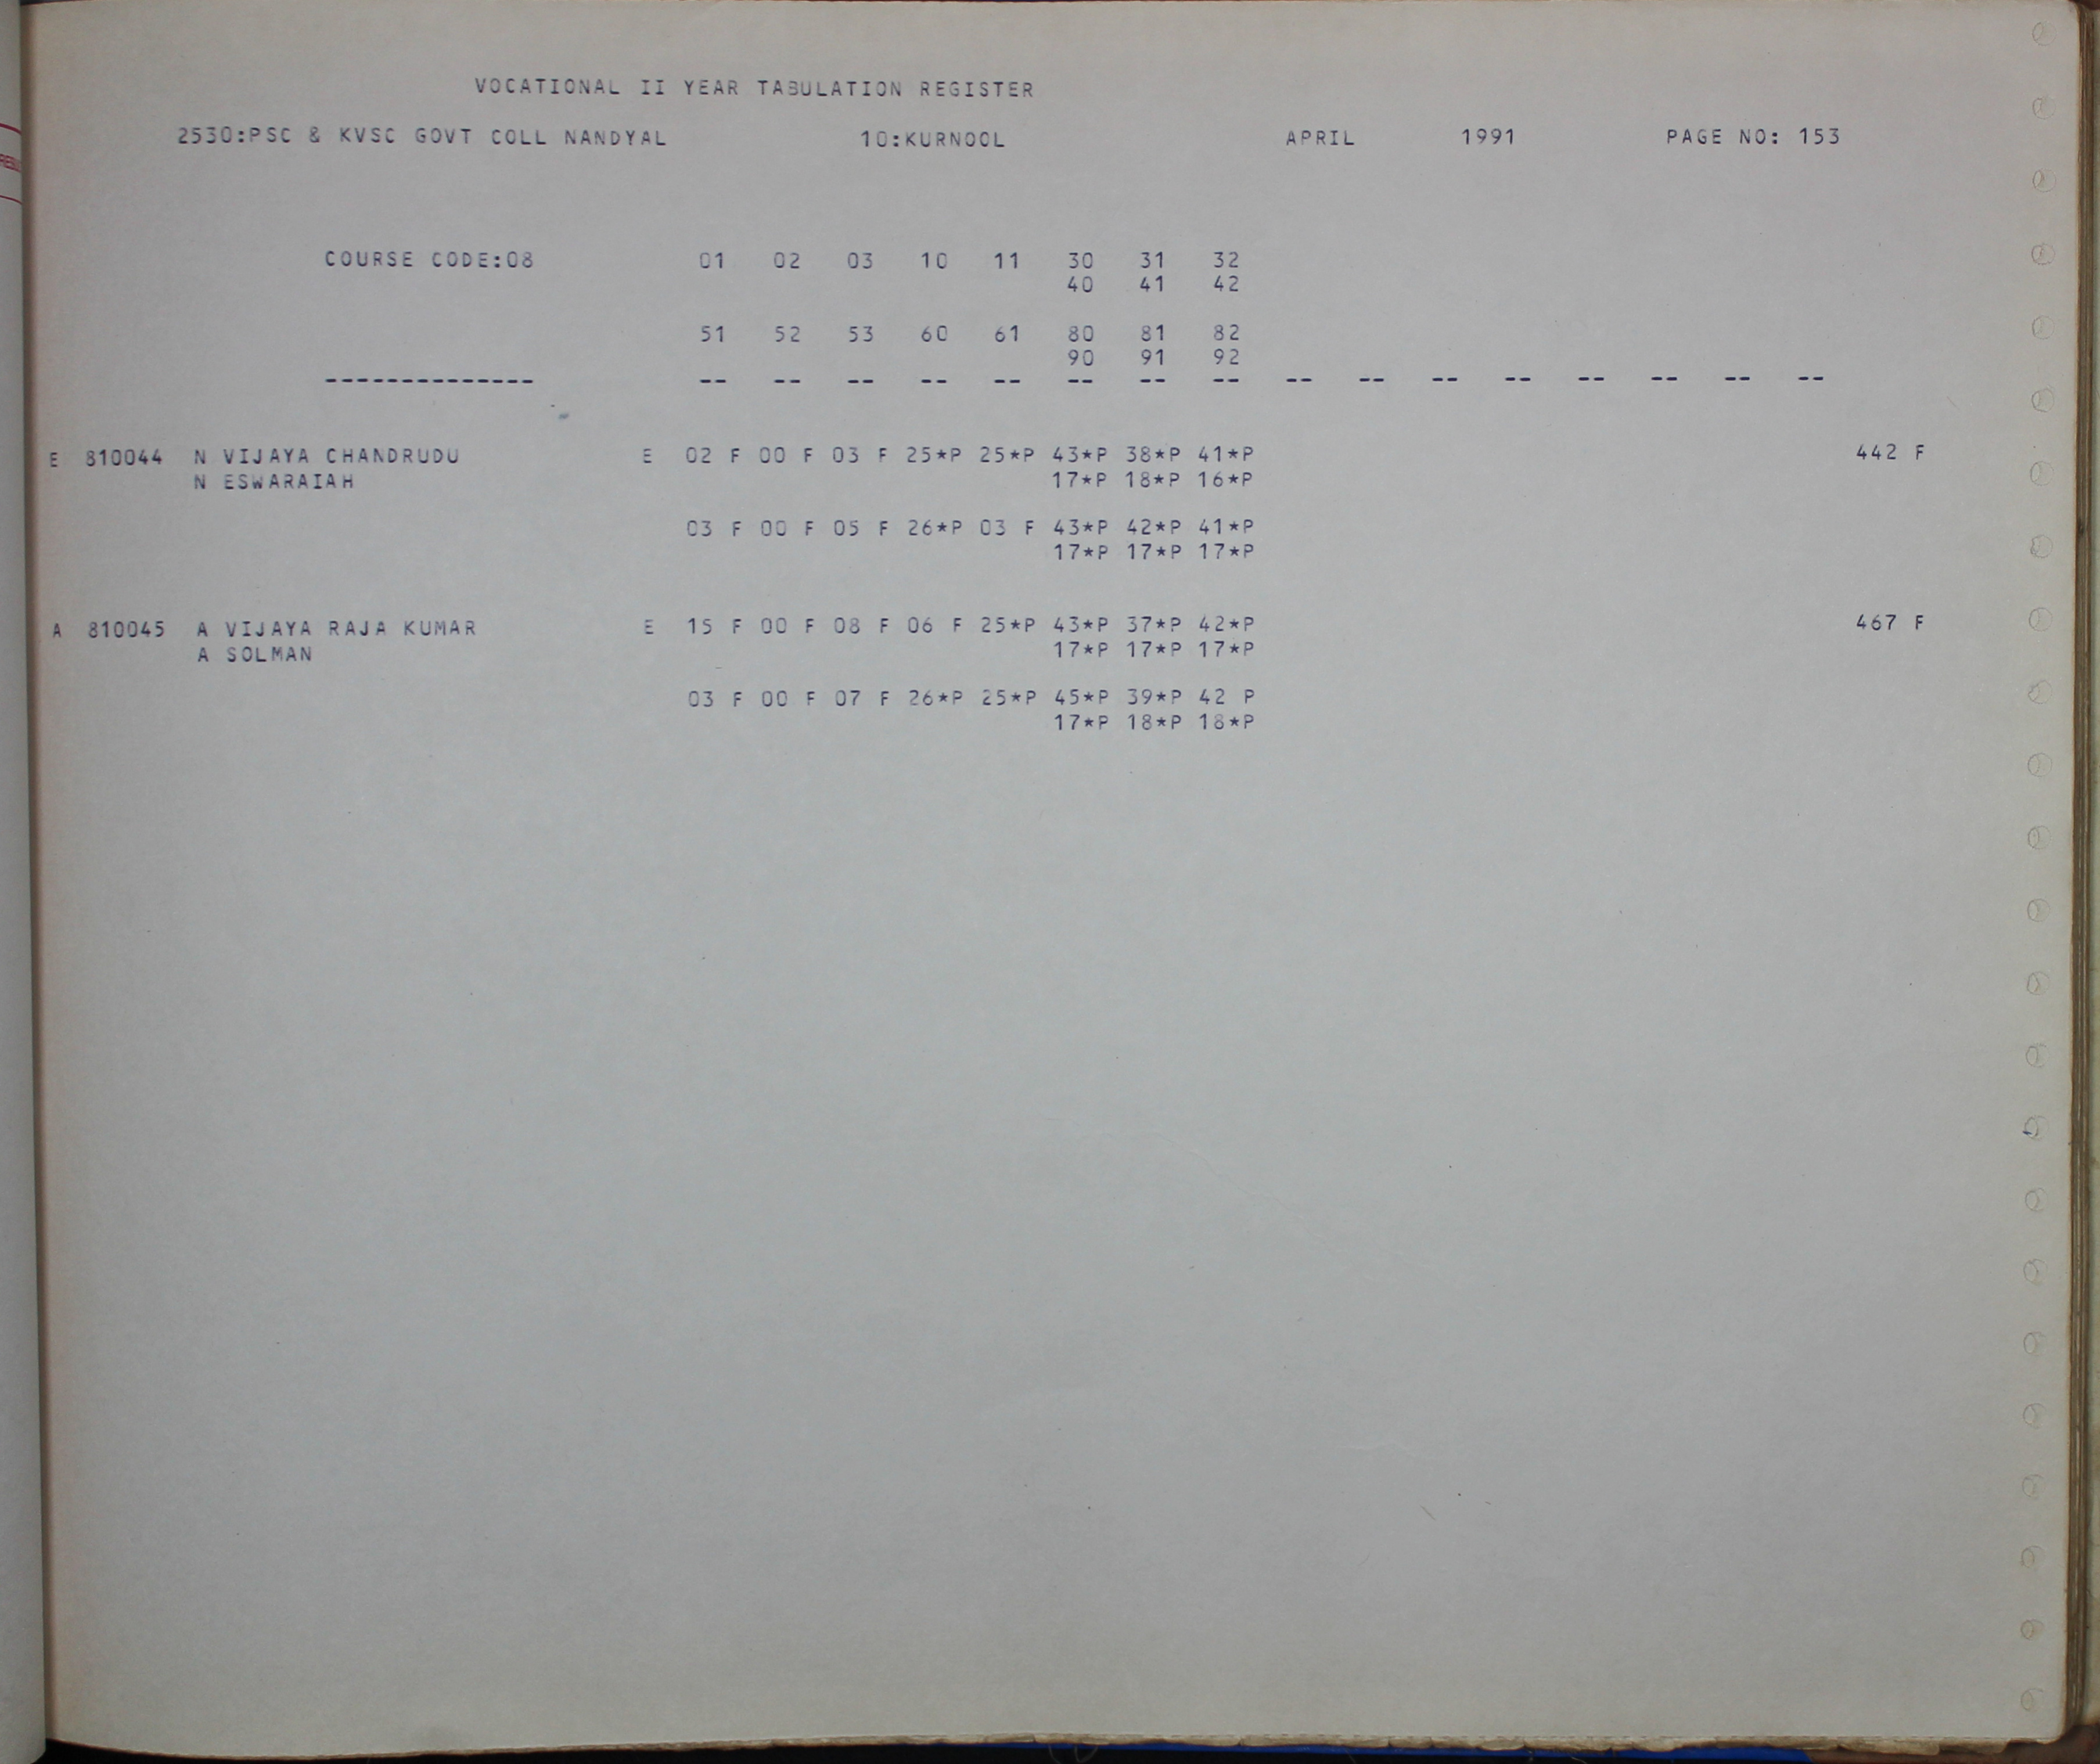 VOCATIONAL II YEAR TABULATION REGISTER
2530:PSC & KVSC GOVT COLL NANDYAL 10:KURNOOL APRIL 1991 PAGE NO: 153
COURSE CODE:08 01 02 03 10 11 30 31 32
40 41 42
51 52 53 60 61 80 81 82
90 91 92
-------------- -- -- -- -- -- -- -- -- -- -- -- -- -- -- -- --
E 810044 N VIJAYA CHANDRUDU E 02 F 00 F 03 F 25*P 25*P 43*P 38*P 41*P 442 F
N ESWARAIAH 17*P 18*P 16*P
03 F 00 F 05 F 26*P 03 F 43*P 42*P 41*P
17*P 17*P 17*P
A 810045 A VIJAYA RAJA KUMAR E 15 F 00 F 08 F 06 F 25*P 43*P 37*P 42*P 467 F
A SOLMAN 17*P 17*P 17*P
03 F 00 F 07 F 26*P 25*P 45*P 39*P 42 P
17*P 18*P 18*P